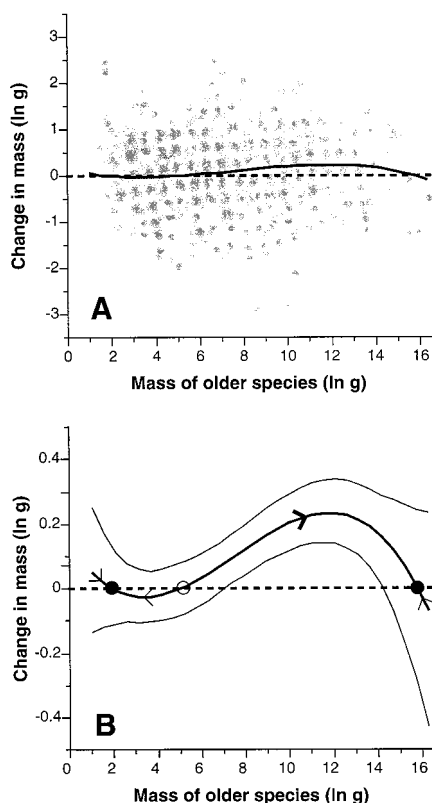 3
2
1
0
-1
-2
-3
Change in mass (ln g)
A
0 2 4 6 8 10 12 14 16
Mass of older species (ln g)
0.4
0.2
0
-0.2
-0.4
Change in mass (ln g)
B
0 2 4 6 8 10 12 14 16
Mass of older species (ln g)